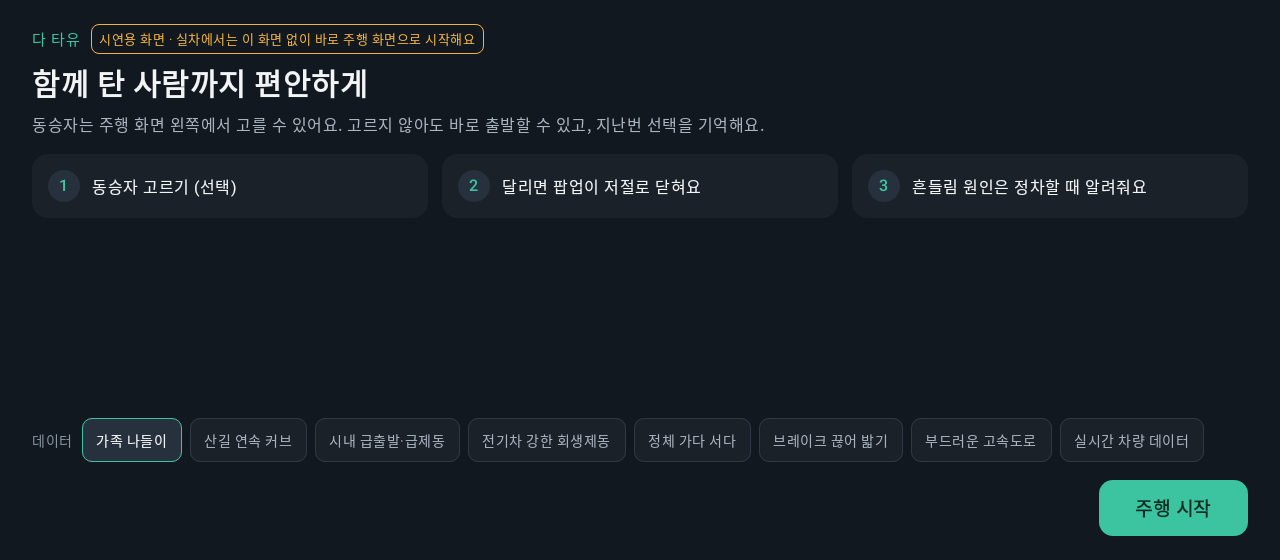 다 타유 시연용 화면 · 실차에서는 이 화면 없이 바로 주행 화면으로 시작해요
함께 탄 사람까지 편안하게
동승자는 주행 화면 왼쪽에서 고를 수 있어요. 고르지 않아도 바로 출발할 수 있고, 지난번 선택을 기억해요.
1 동승자 고르기 (선택)
2 달리면 팝업이 저절로 닫혀요
3 흔들림 원인은 정차할 때 알려줘요
데이터 가족 나들이 산길 연속 커브 시내 급출발·급제동 전기차 강한 회생제동 정체 가다 서다 브레이크 끊어 밟기 부드러운 고속도로 실시간 차량 데이터
주행 시작